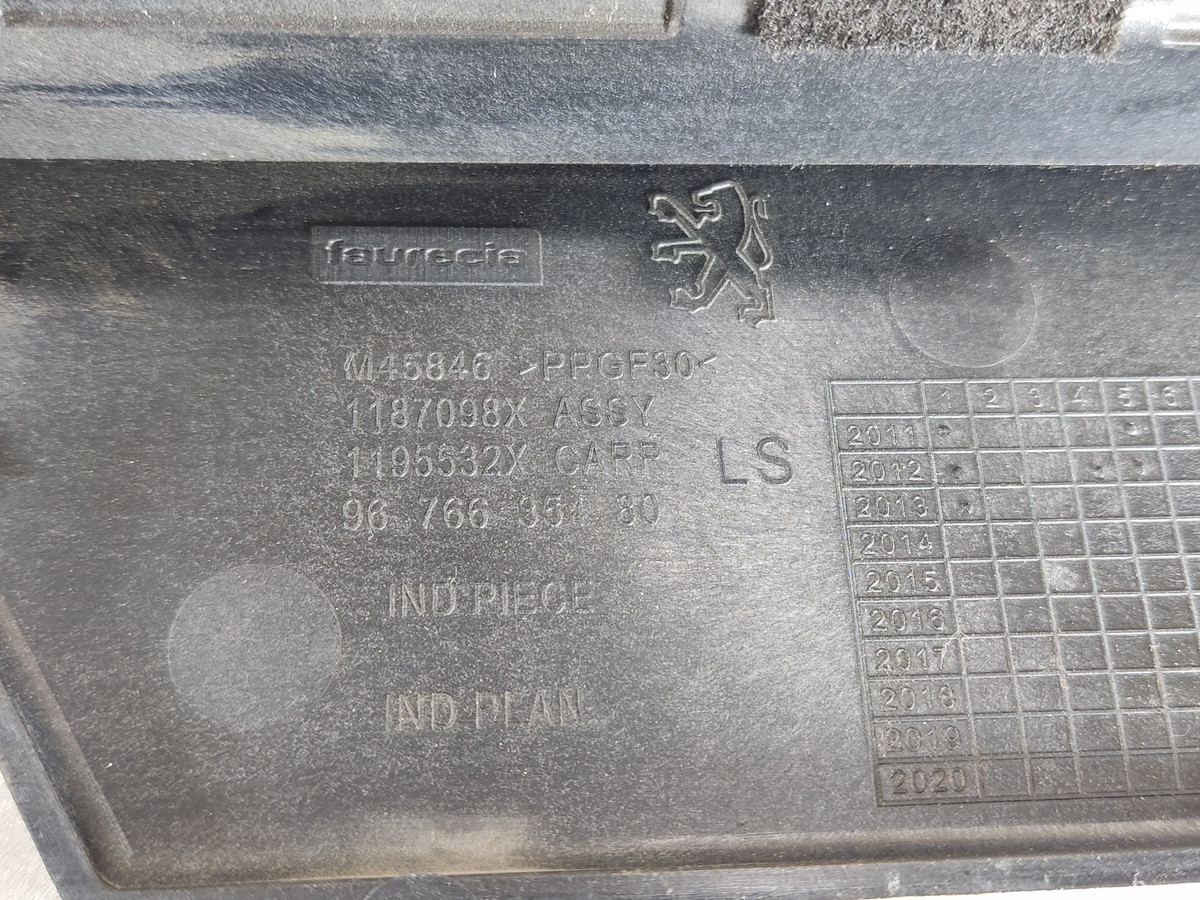 faurecia
M45846 >PPGF30<
1187098X ASSY
1195532X CARR
LS
96 766 354 80
IND PIECE
IND PLAN
1 2 3 4 5 6
2011
2012
2013
2014
2015
2016
2017
2018
2019
2020